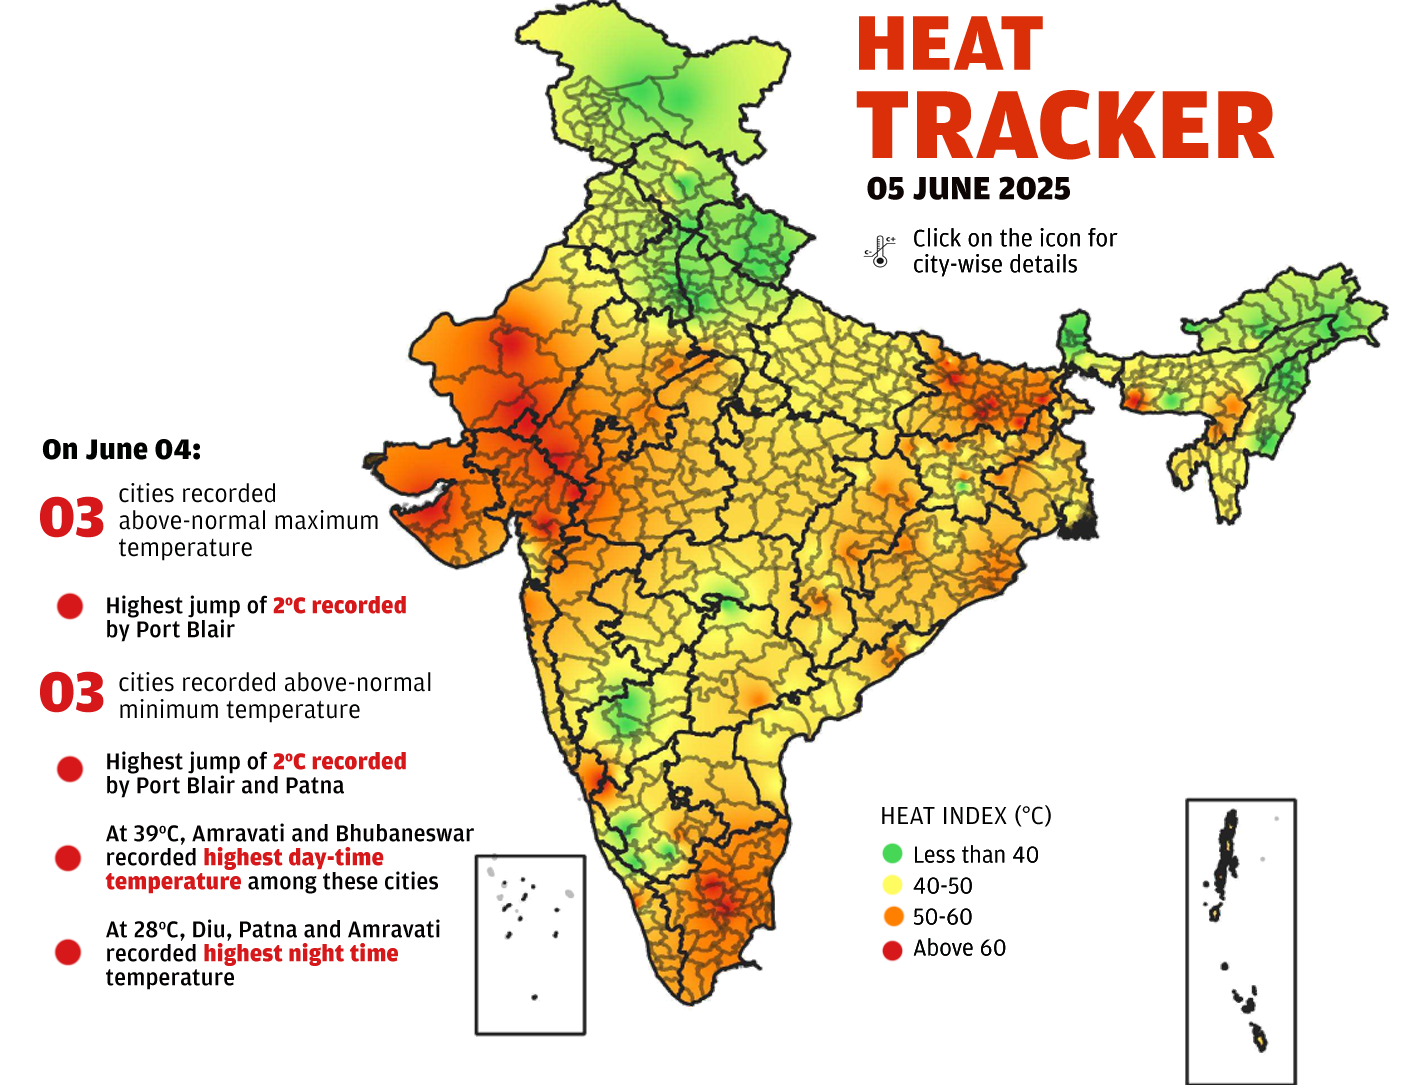 HEAT
TRACKER
05 JUNE 2025
Click on the icon for
city-wise details
On June 04:
03
cities recorded
above-normal maximum
temperature
Highest jump of 2ºC recorded
by Port Blair
03
cities recorded above-normal
minimum temperature
Highest jump of 2ºC recorded
by Port Blair and Patna
At 39ºC, Amravati and Bhubaneswar
recorded highest day-time
temperature among these cities
At 28ºC, Diu, Patna and Amravati
recorded highest night time
temperature
HEAT INDEX (°C)
Less than 40
40-50
50-60
Above 60